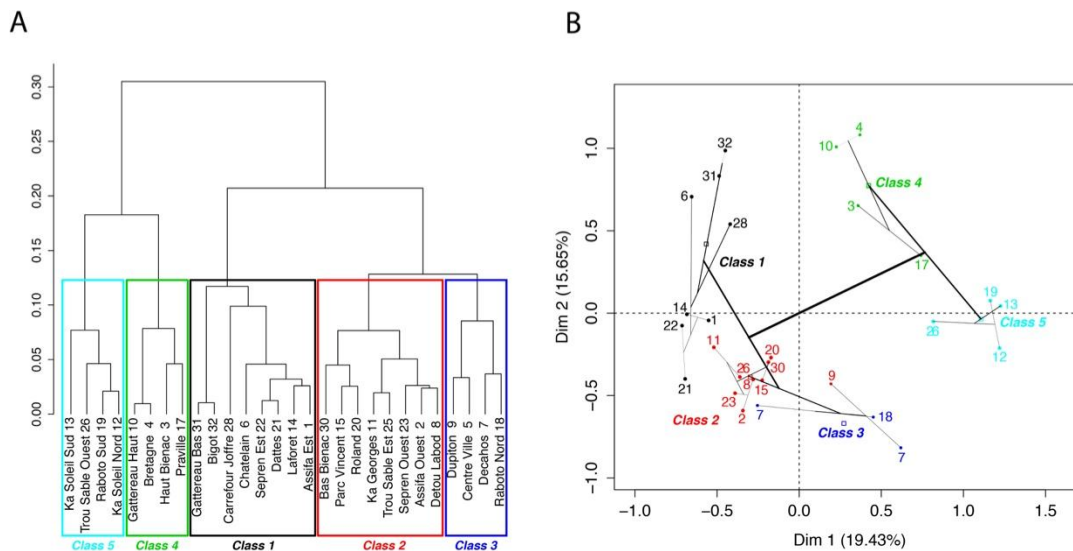 A
B
0.30
0.25
0.20
0.15
0.10
0.05
0.00
Ka Soleil Sud 13
Trou Sable Ouest 26
Raboto Sud 19
Ka Soleil Nord 12
Gattereau Haut 10
Bretagne 4
Haut Bienac 3
Praville 17
Gattereau Bas 31
Bigot 32
Carrefour Joffre 28
Chatelain 6
Sepren Est 22
Dattes 21
Laforet 14
Assifa Est 1
Bas Bienac 30
Parc Vincent 15
Roland 20
Ka Georges 11
Trou Sable Est 25
Sepren Ouest 23
Assifa Ouest 2
Detou Labod 8
Dupiton 9
Centre Ville 5
Decahos 7
Raboto Nord 18
Class 5
Class 4
Class 1
Class 2
Class 3
Dim 2 (15.65%)
1.0
0.5
0.0
−0.5
−1.0
4
32
10
31
Class 4
6
3
28
Class 1
17
19
13
14
1
26
Class 5
22
12
11
20
26
30
21
8
15
9
23
2
7
18
Class 2
Class 3
7
−1.0
−0.5
0.0
0.5
1.0
1.5
Dim 1 (19.43%)